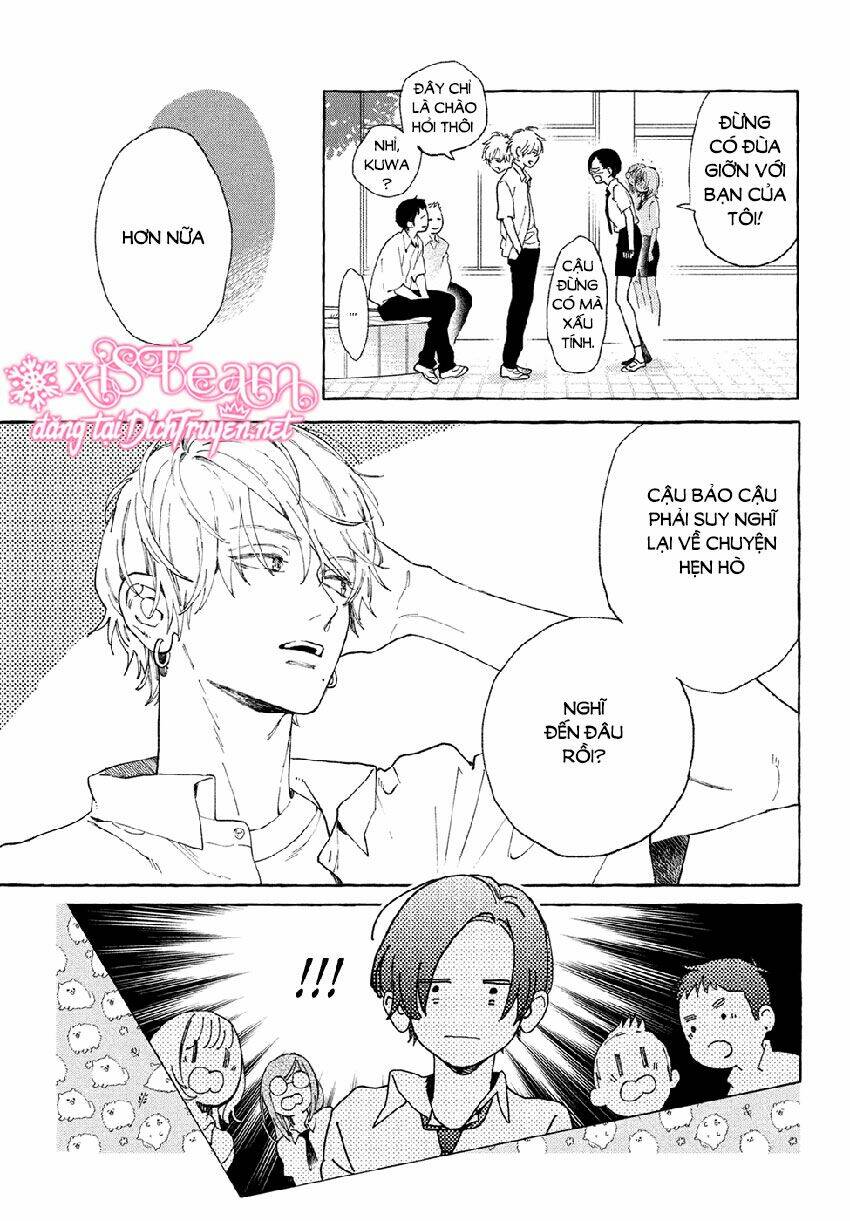 ĐỪNG
CÓ ĐÙA
GIỠN VỚI
BẠN CỦA
TÔI!
ĐÂY CHỈ
LÀ CHÀO
HỎI THÔI
NHỈ,
KUWA
?
CẬU
ĐỪNG
CÓ MÀ
XẤU
TÍNH.
...
HƠN NỮA
xiSTeam
đăng tại DichTruyen.net
CẬU BẢO CẬU
PHẢI SUY NGHĨ
LẠI VỀ CHUYỆN
HẸN HÒ
NGHĨ
ĐẾN ĐÂU
RỒI?
!!!